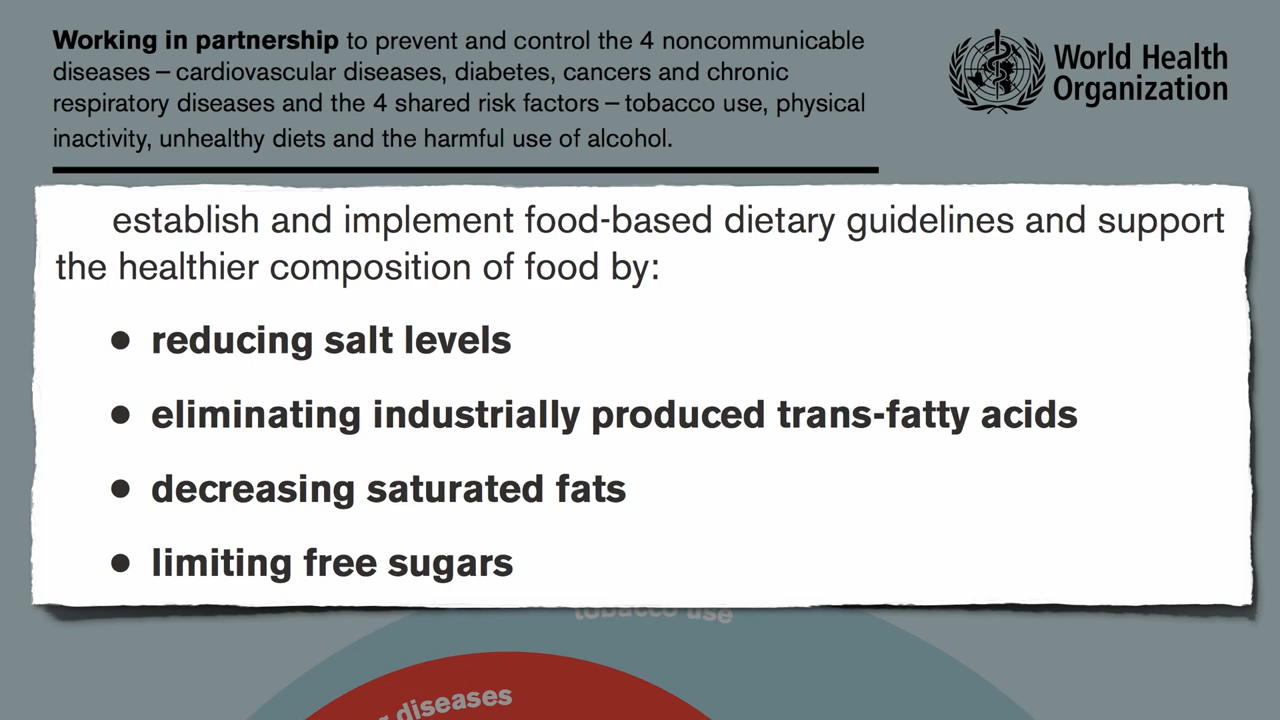 Working in partnership to prevent and control the 4 noncommunicable
diseases – cardiovascular diseases, diabetes, cancers and chronic
respiratory diseases and the 4 shared risk factors – tobacco use, physical
inactivity, unhealthy diets and the harmful use of alcohol.
World Health
Organization
establish and implement food-based dietary guidelines and support
the healthier composition of food by:
● reducing salt levels
● eliminating industrially produced trans-fatty acids
● decreasing saturated fats
● limiting free sugars
tobacco use
diseases